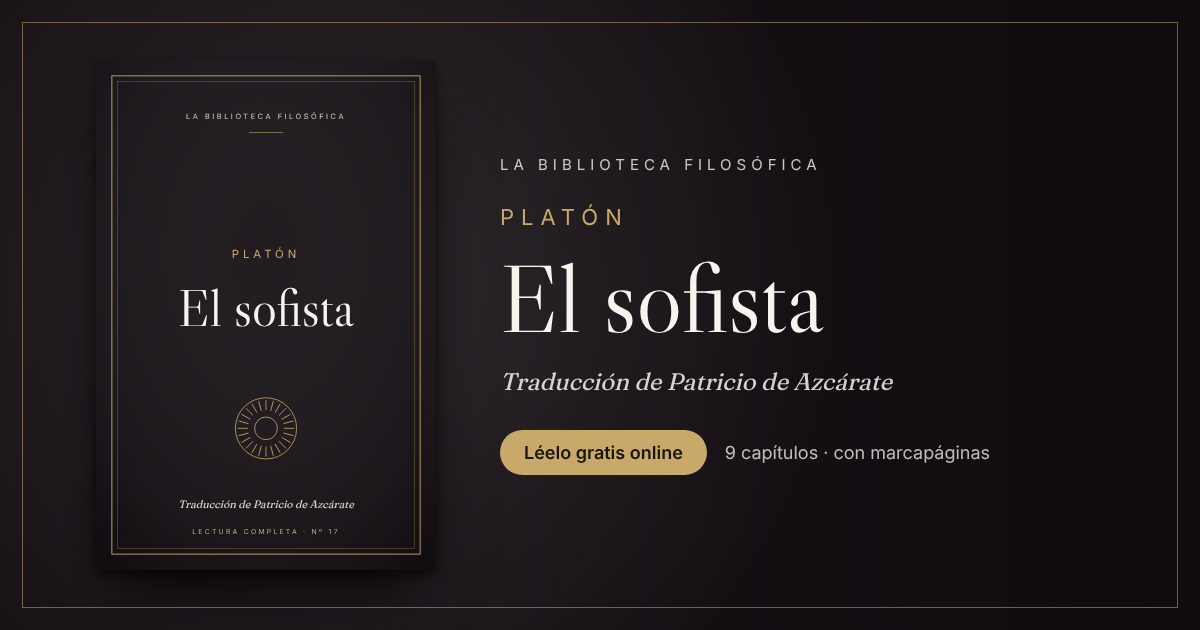 LA BIBLIOTECA FILOSÓFICA
PLATÓN
El sofista
Traducción de Patricio de Azcárate
LECTURA COMPLETA · Nº 17
LA BIBLIOTECA FILOSÓFICA
PLATÓN
El sofista
Traducción de Patricio de Azcárate
Léelo gratis online
9 capítulos · con marcapáginas